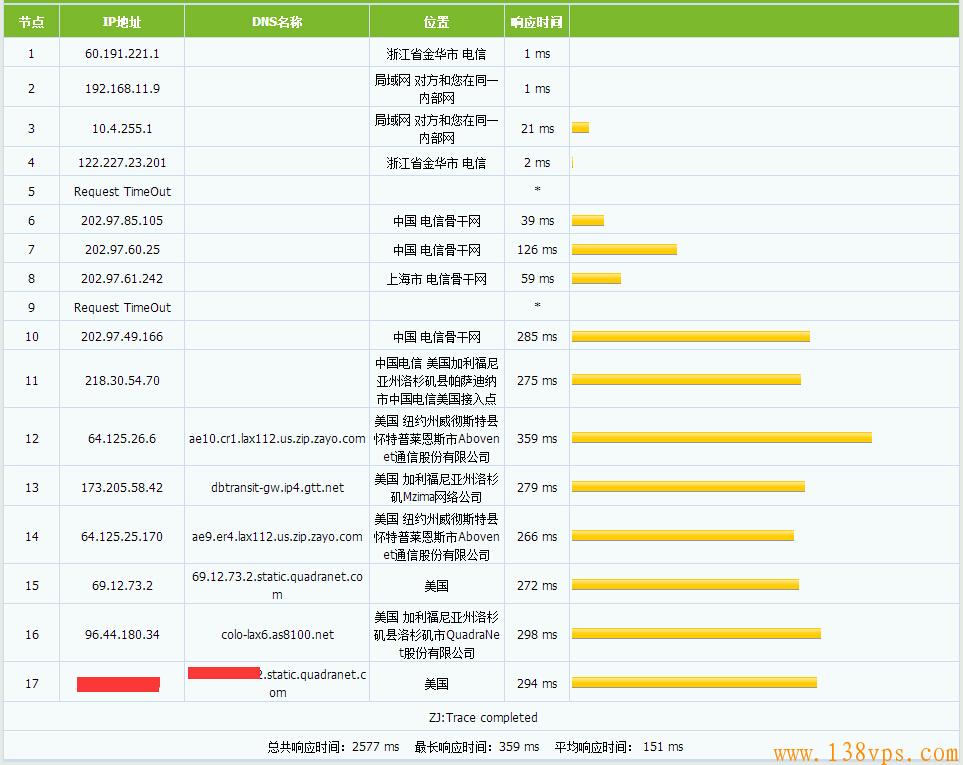 节点 IP地址 DNS名称 位置 响应时间
1 60.191.221.1 浙江省金华市 电信 1 ms
2 192.168.11.9 局域网 对方和您在同一
内部网 1 ms
3 10.4.255.1 局域网 对方和您在同一
内部网 21 ms
4 122.227.23.201 浙江省金华市 电信 2 ms
5 Request TimeOut *
6 202.97.85.105 中国 电信骨干网 39 ms
7 202.97.60.25 中国 电信骨干网 126 ms
8 202.97.61.242 上海市 电信骨干网 59 ms
9 Request TimeOut *
10 202.97.49.166 中国 电信骨干网 285 ms
11 218.30.54.70 中国电信 美国加利福尼
亚州洛杉矶县帕萨迪纳
市中国电信美国接入点 275 ms
12 64.125.26.6 ae10.cr1.lax112.us.zip.zayo.com 美国 纽约州威彻斯特县
怀特普莱恩斯市Aboven
et通信股份有限公司 359 ms
13 173.205.58.42 dbtransit-gw.ip4.gtt.net 美国 加利福尼亚州洛杉
矶Mzima网络公司 279 ms
14 64.125.25.170 ae9.er4.lax112.us.zip.zayo.com 美国 纽约州威彻斯特县
怀特普莱恩斯市Aboven
et通信股份有限公司 266 ms
15 69.12.73.2 69.12.73.2.static.quadranet.co
m 美国 272 ms
16 96.44.180.34 colo-lax6.as8100.net 美国 加利福尼亚州洛杉
矶县洛杉矶市QuadraNe
t股份有限公司 298 ms
17 2.static.quadranet.c
om 美国 294 ms
ZJ:Trace completed
总共响应时间：2577 ms 最长响应时间：359 ms 平均响应时间： 151 ms
www.138vps.com